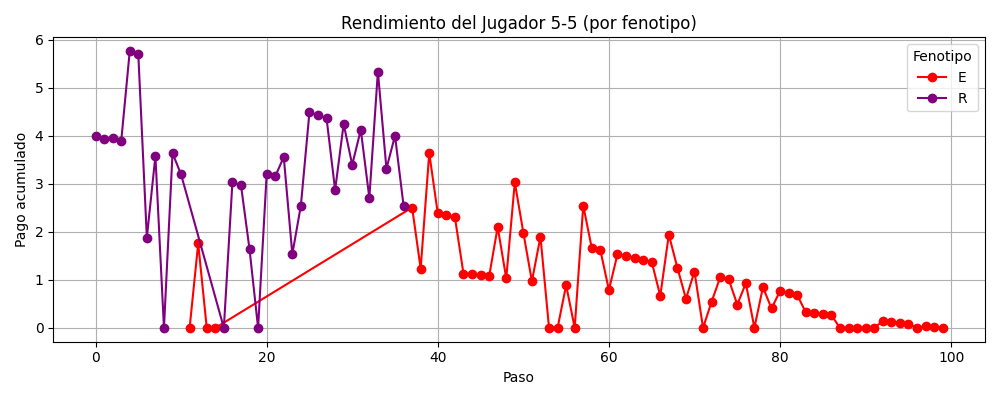 Rendimiento del Jugador 5-5 (por fenotipo)
6
5
4
3
2
1
0
Pago acumulado
Fenotipo
E
R
0 20 40 60 80 100
Paso